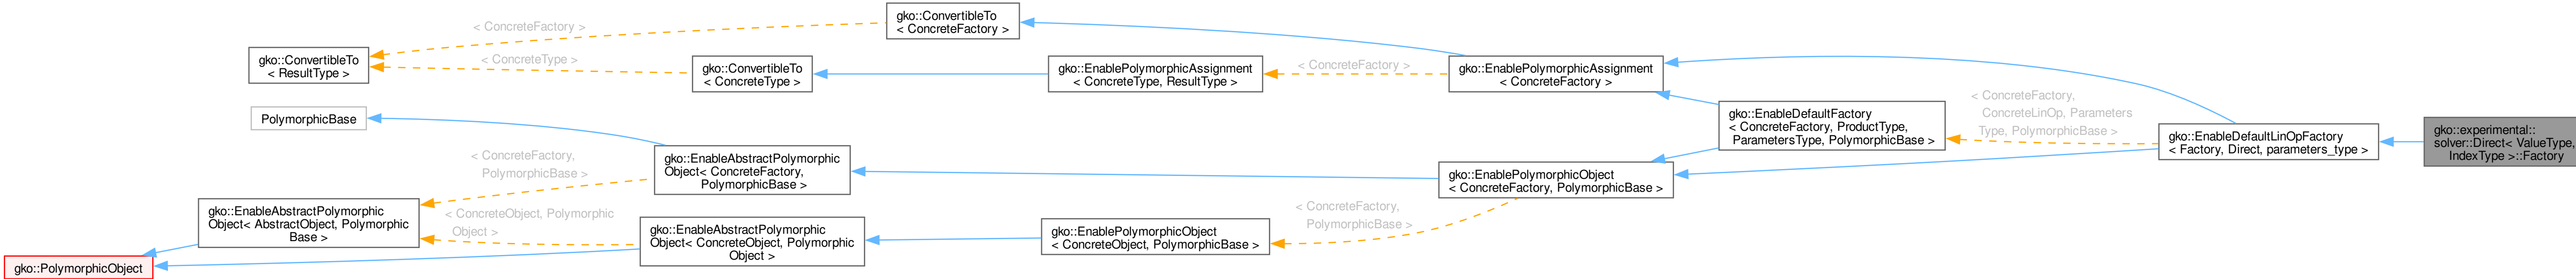 gko::ConvertibleTo
< ResultType >
PolymorphicBase
gko::EnableAbstractPolymorphic
Object< AbstractObject, Polymorphic
Base >
gko::PolymorphicObject
< ConcreteFactory >
< ConcreteType >
< ConcreteFactory,
PolymorphicBase >
< ConcreteObject, Polymorphic
Object >
gko::ConvertibleTo
< ConcreteFactory >
gko::ConvertibleTo
< ConcreteType >
gko::EnableAbstractPolymorphic
Object< ConcreteFactory,
PolymorphicBase >
gko::EnableAbstractPolymorphic
Object< ConcreteObject, Polymorphic
Object >
gko::EnablePolymorphicAssignment
< ConcreteType, ResultType >
gko::EnablePolymorphicObject
< ConcreteObject, PolymorphicBase >
< ConcreteFactory >
< ConcreteFactory,
PolymorphicBase >
gko::EnablePolymorphicAssignment
< ConcreteFactory >
gko::EnablePolymorphicObject
< ConcreteFactory, PolymorphicBase >
gko::EnableDefaultFactory
< ConcreteFactory, ProductType,
ParametersType, PolymorphicBase >
< ConcreteFactory,
ConcreteLinOp, Parameters
Type, PolymorphicBase >
gko::EnableDefaultLinOpFactory
< Factory, Direct, parameters_type >
gko::experimental::
solver::Direct< ValueType,
IndexType >::Factory